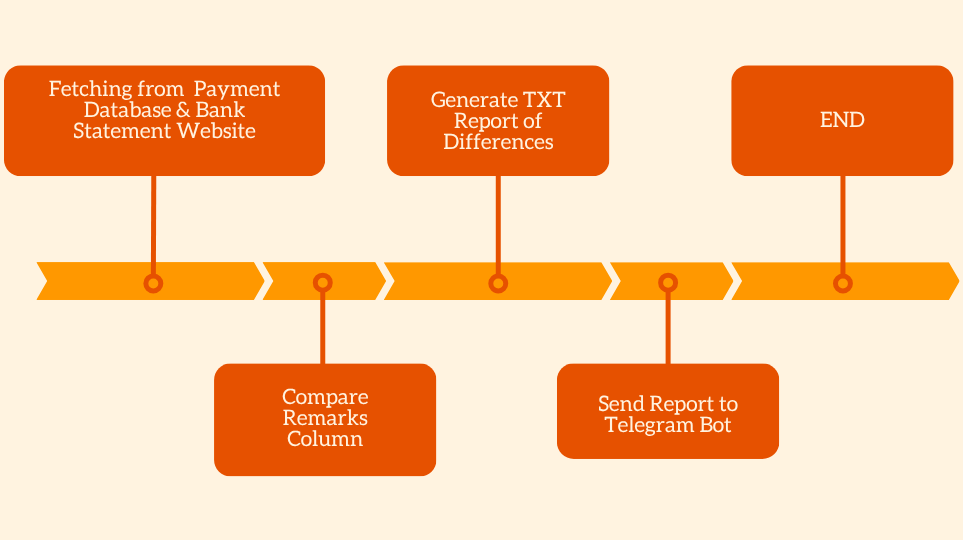 Fetching from  Payment
Database & Bank
Statement Website
Compare
Remarks
Column
Generate TXT
Report of
Differences
Send Report to
Telegram Bot
END